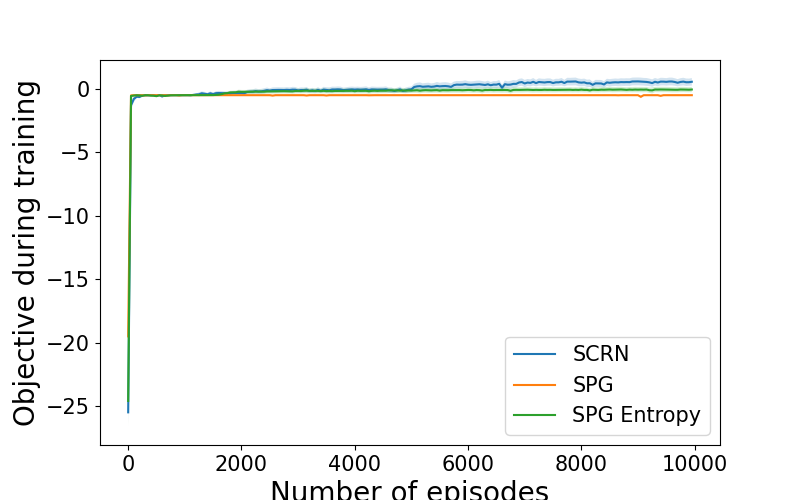 Objective during training
0
−5
−10
−15
−20
−25
SCRN
SPG
SPG Entropy
0 2000 4000 6000 8000 10000
Number of episodes